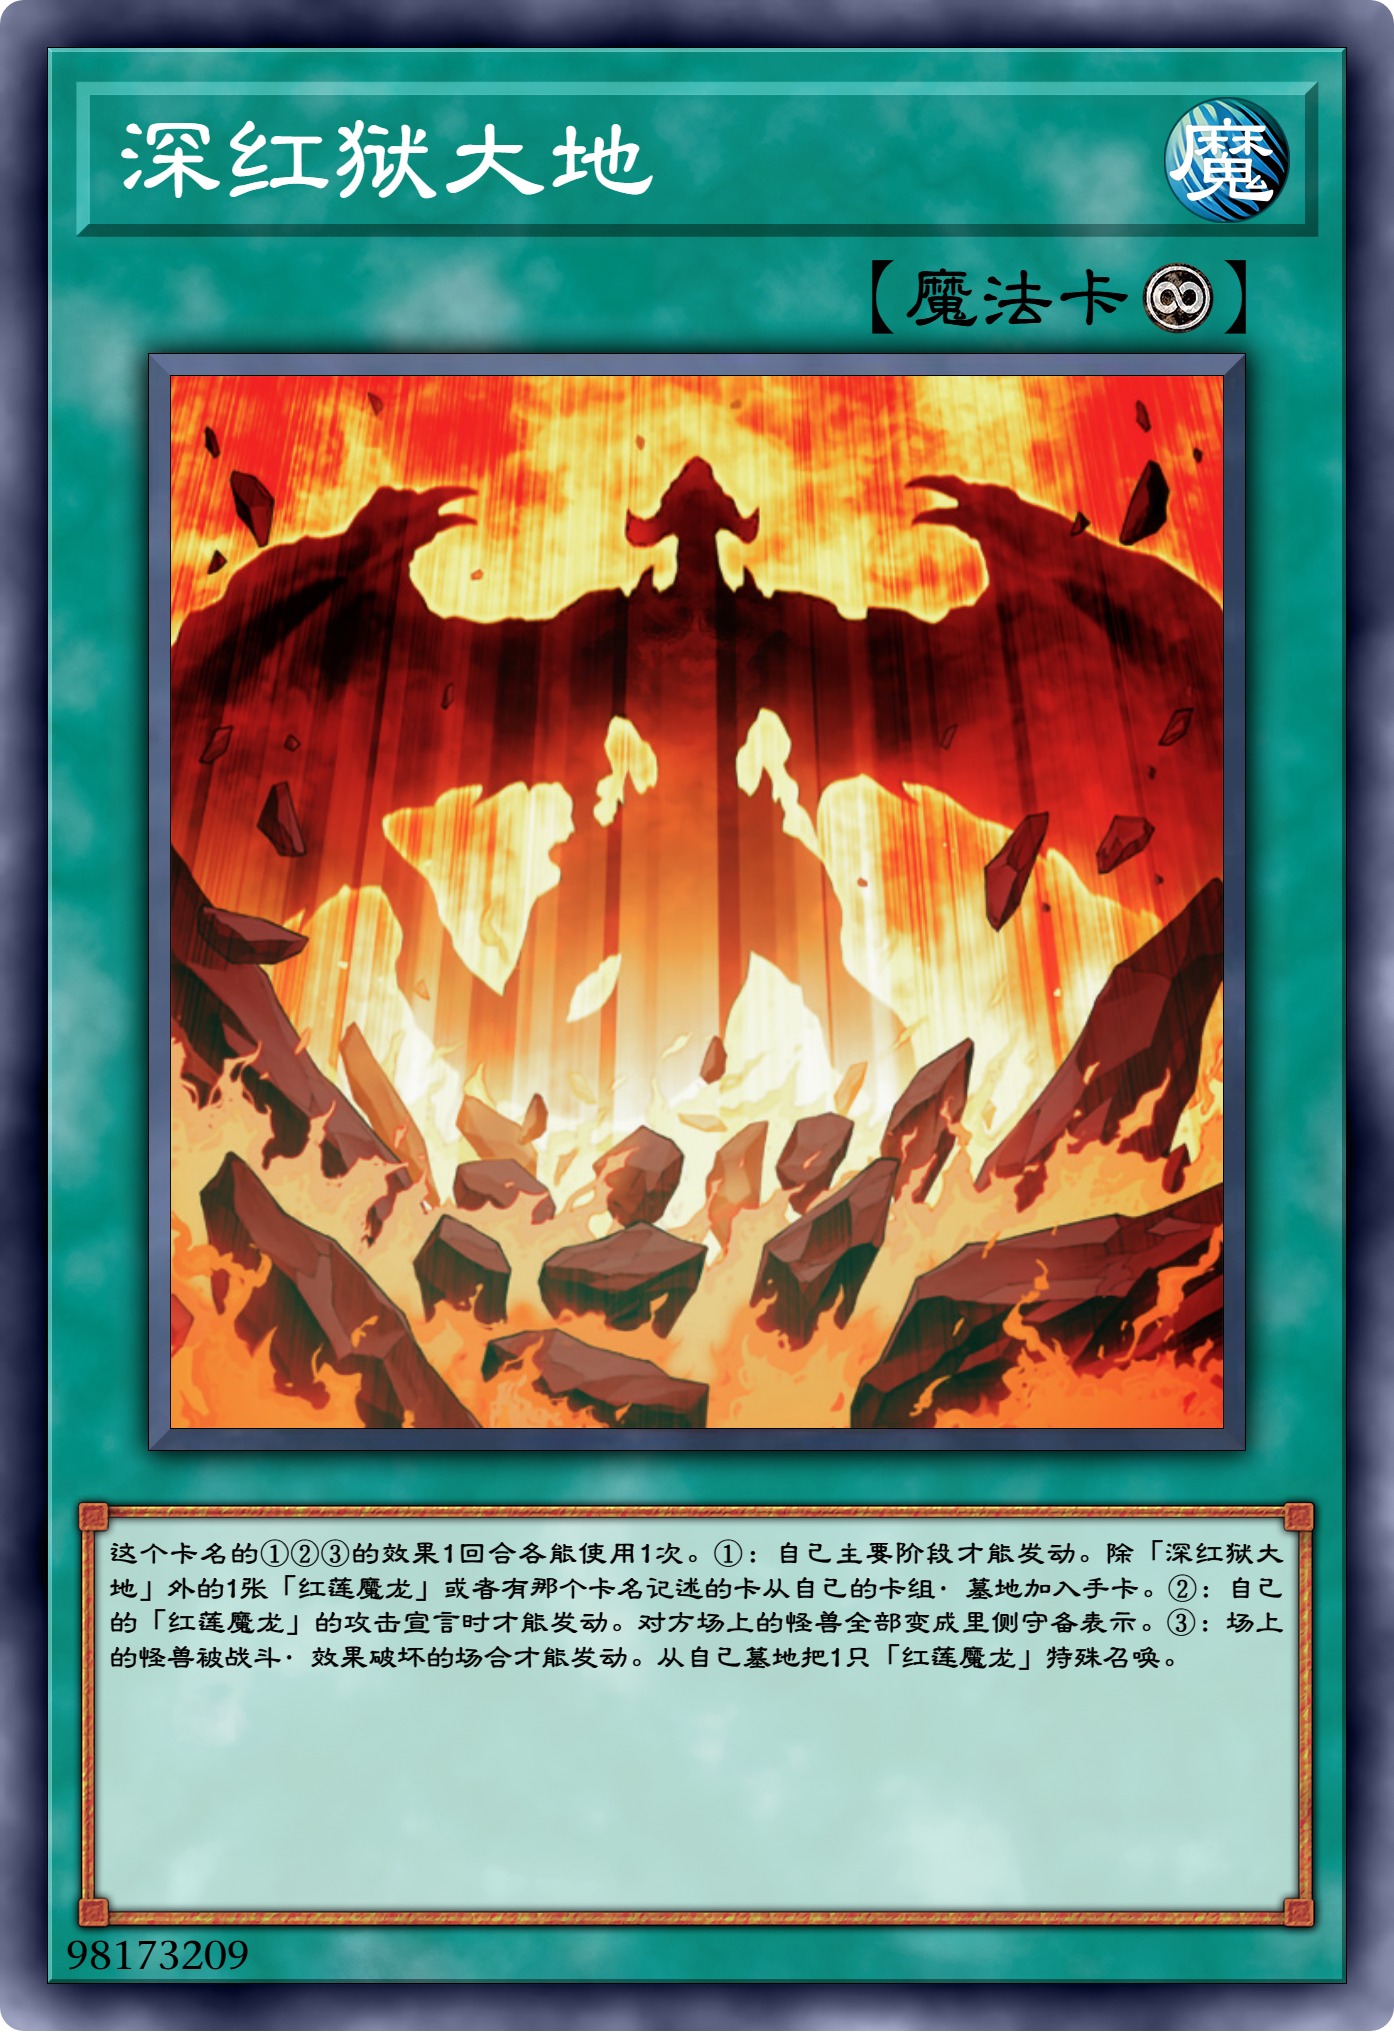 深红狱大地
魔
【魔法卡】
这个卡名的①②③的效果1回合各能使用1次。①：自己主要阶段才能发动。除「深红狱大
地」外的1张「红莲魔龙」或者有那个卡名记述的卡从自己的卡组·墓地加入手卡。②：自己
的「红莲魔龙」的攻击宣言时才能发动。对方场上的怪兽全部变成里侧守备表示。③：场上
的怪兽被战斗·效果破坏的场合才能发动。从自己墓地把1只「红莲魔龙」特殊召唤。
98173209